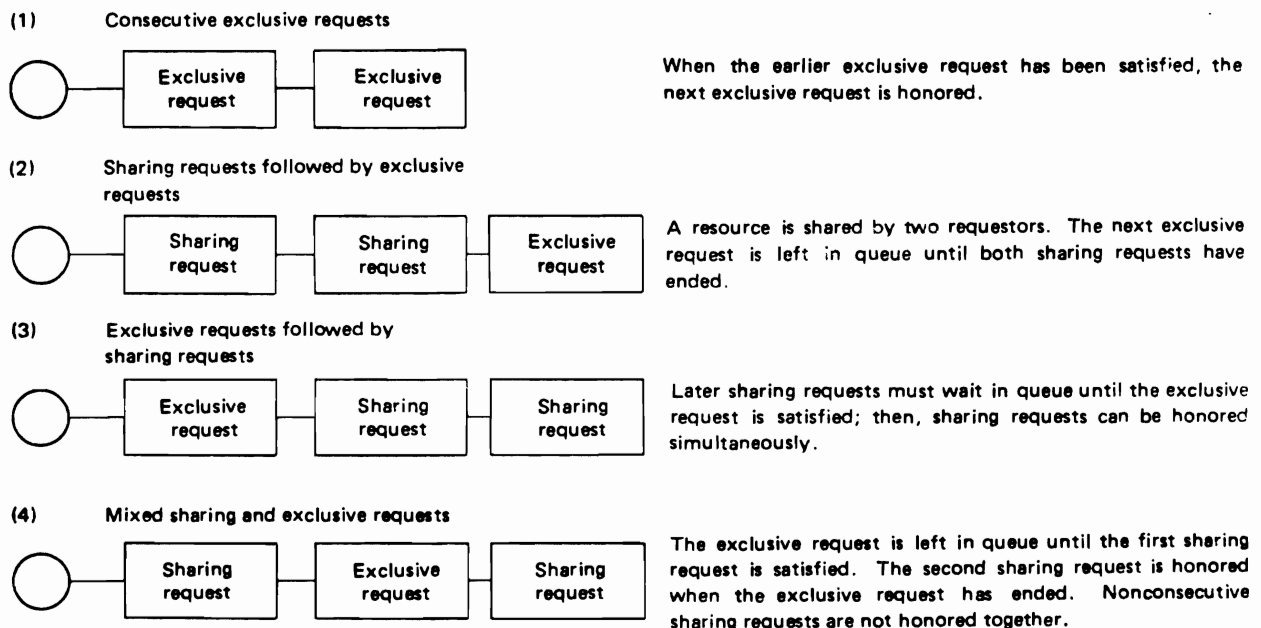 (1) Consecutive exclusive requests
Exclusive
request
Exclusive
request
When the earlier exclusive request has been satisfied, the
next exclusive request is honored.
(2) Sharing requests followed by exclusive
requests
Sharing
request
Sharing
request
Exclusive
request
A resource is shared by two requestors. The next exclusive
request is left in queue until both sharing requests have
ended.
(3) Exclusive requests followed by
sharing requests
Exclusive
request
Sharing
request
Sharing
request
Later sharing requests must wait in queue until the exclusive
request is satisfied; then, sharing requests can be honored
simultaneously.
(4) Mixed sharing and exclusive requests
Sharing
request
Exclusive
request
Sharing
request
The exclusive request is left in queue until the first sharing
request is satisfied. The second sharing request is honored
when the exclusive request has ended. Nonconsecutive
sharing requests are not honored together.